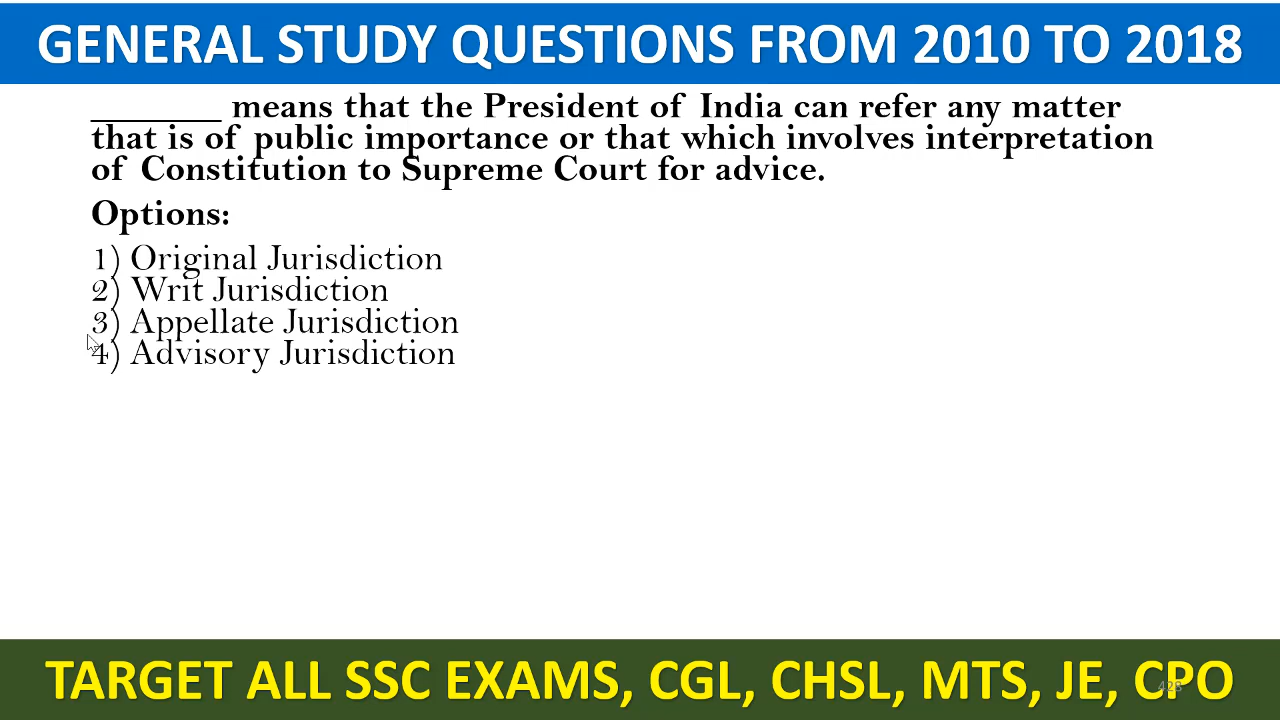 GENERAL STUDY QUESTIONS FROM 2010 TO 2018
_______ means that the President of India can refer any matter
that is of public importance or that which involves interpretation
of Constitution to Supreme Court for advice.
Options:
1) Original Jurisdiction
2) Writ Jurisdiction
3) Appellate Jurisdiction
4) Advisory Jurisdiction
TARGET ALL SSC EXAMS, CGL, CHSL, MTS, JE, CPO
428